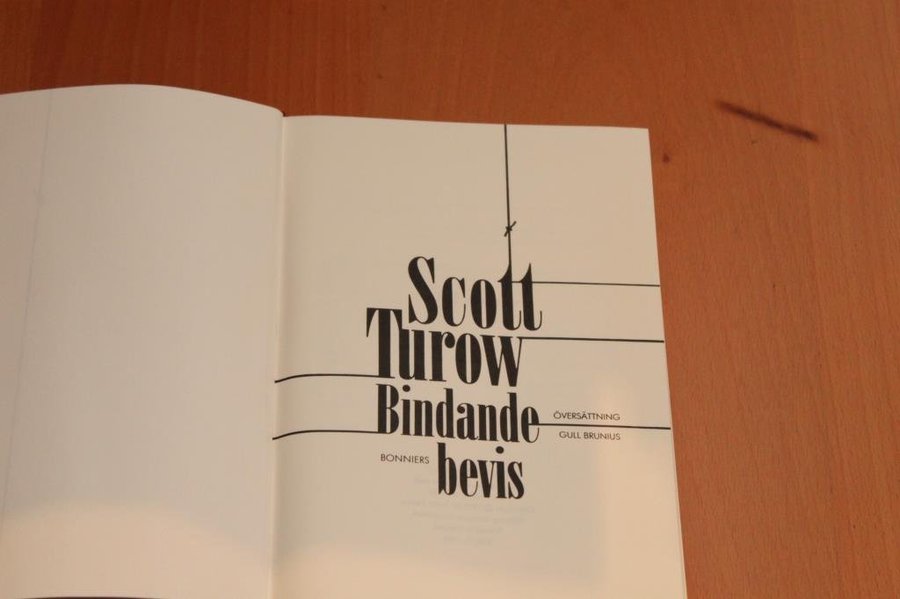 Scott
Turow
Bindande
bevis
ÖVERSÄTTNING
GULL BRUNIUS
BONNIERS